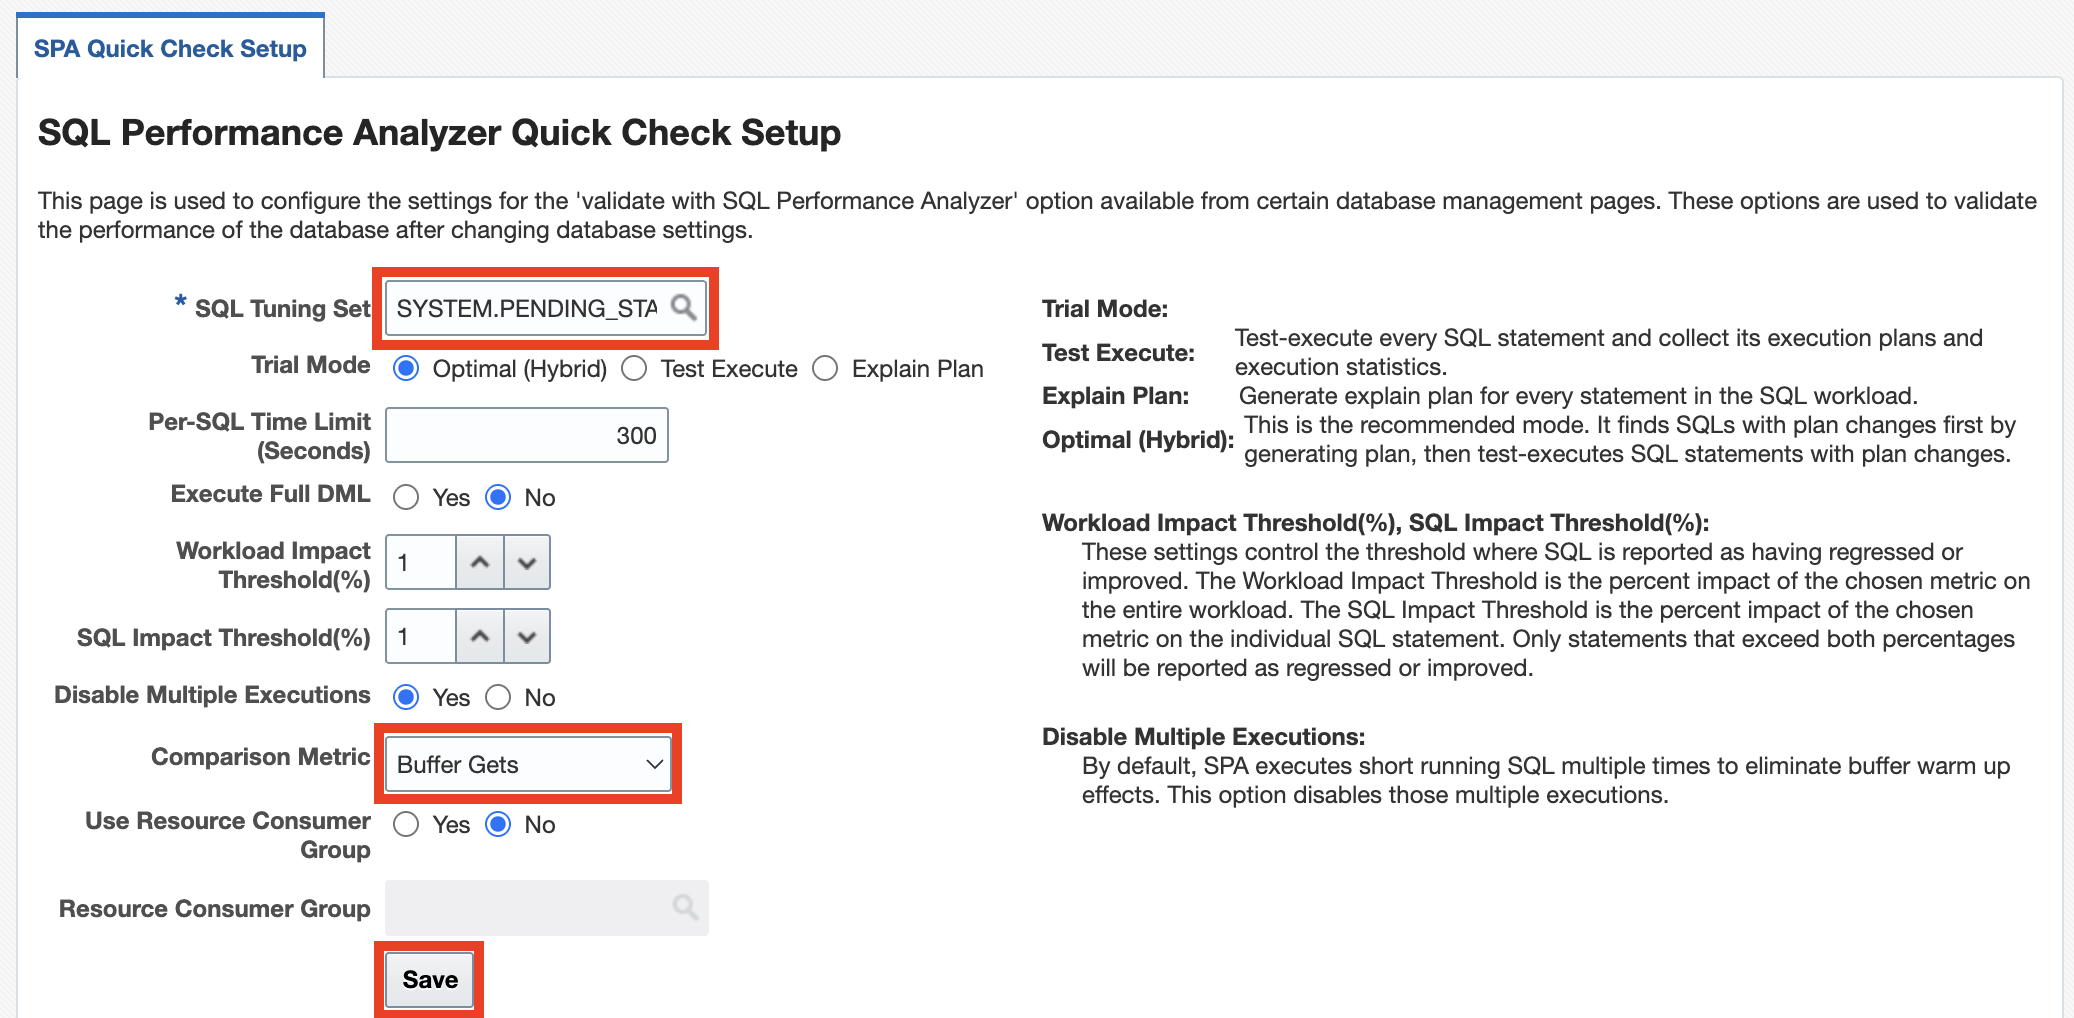 SPA Quick Check Setup
SQL Performance Analyzer Quick Check Setup
This page is used to configure the settings for the 'validate with SQL Performance Analyzer' option available from certain database management pages. These options are used to validate
the performance of the database after changing database settings.
* SQL Tuning Set SYSTEM.PENDING_STA
Trial Mode Optimal (Hybrid) Test Execute Explain Plan
Per-SQL Time Limit
(Seconds) 300
Execute Full DML Yes No
Workload Impact
Threshold(%) 1
SQL Impact Threshold(%) 1
Disable Multiple Executions Yes No
Comparison Metric Buffer Gets
Use Resource Consumer
Group Yes No
Resource Consumer Group
Save
Trial Mode:
Test Execute: Test-execute every SQL statement and collect its execution plans and
execution statistics.
Explain Plan: Generate explain plan for every statement in the SQL workload.
Optimal (Hybrid): This is the recommended mode. It finds SQLs with plan changes first by
generating plan, then test-executes SQL statements with plan changes.
Workload Impact Threshold(%), SQL Impact Threshold(%):
These settings control the threshold where SQL is reported as having regressed or
improved. The Workload Impact Threshold is the percent impact of the chosen metric on
the entire workload. The SQL Impact Threshold is the percent impact of the chosen
metric on the individual SQL statement. Only statements that exceed both percentages
will be reported as regressed or improved.
Disable Multiple Executions:
By default, SPA executes short running SQL multiple times to eliminate buffer warm up
effects. This option disables those multiple executions.